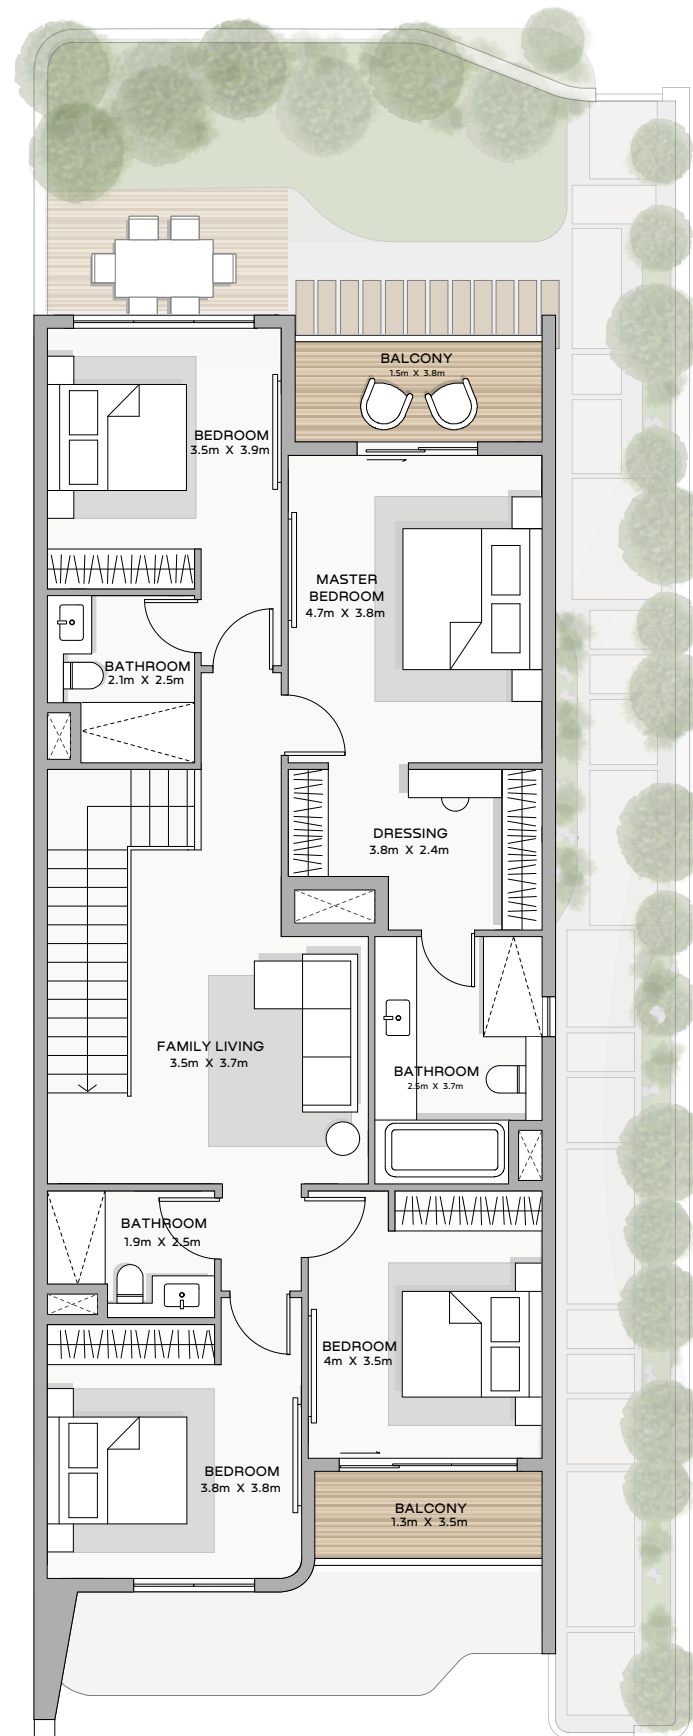 BALCONY
1.5m X 3.8m
BEDROOM
3.5m X 3.9m
MASTER
BEDROOM
4.7m X 3.8m
BATHROOM
2.1m X 2.5m
DRESSING
3.8m X 2.4m
FAMILY LIVING
3.5m X 3.7m
BATHROOM
2.5m X 3.7m
BATHROOM
1.9m X 2.5m
BEDROOM
4m X 3.5m
BEDROOM
3.8m X 3.8m
BALCONY
1.3m X 3.5m